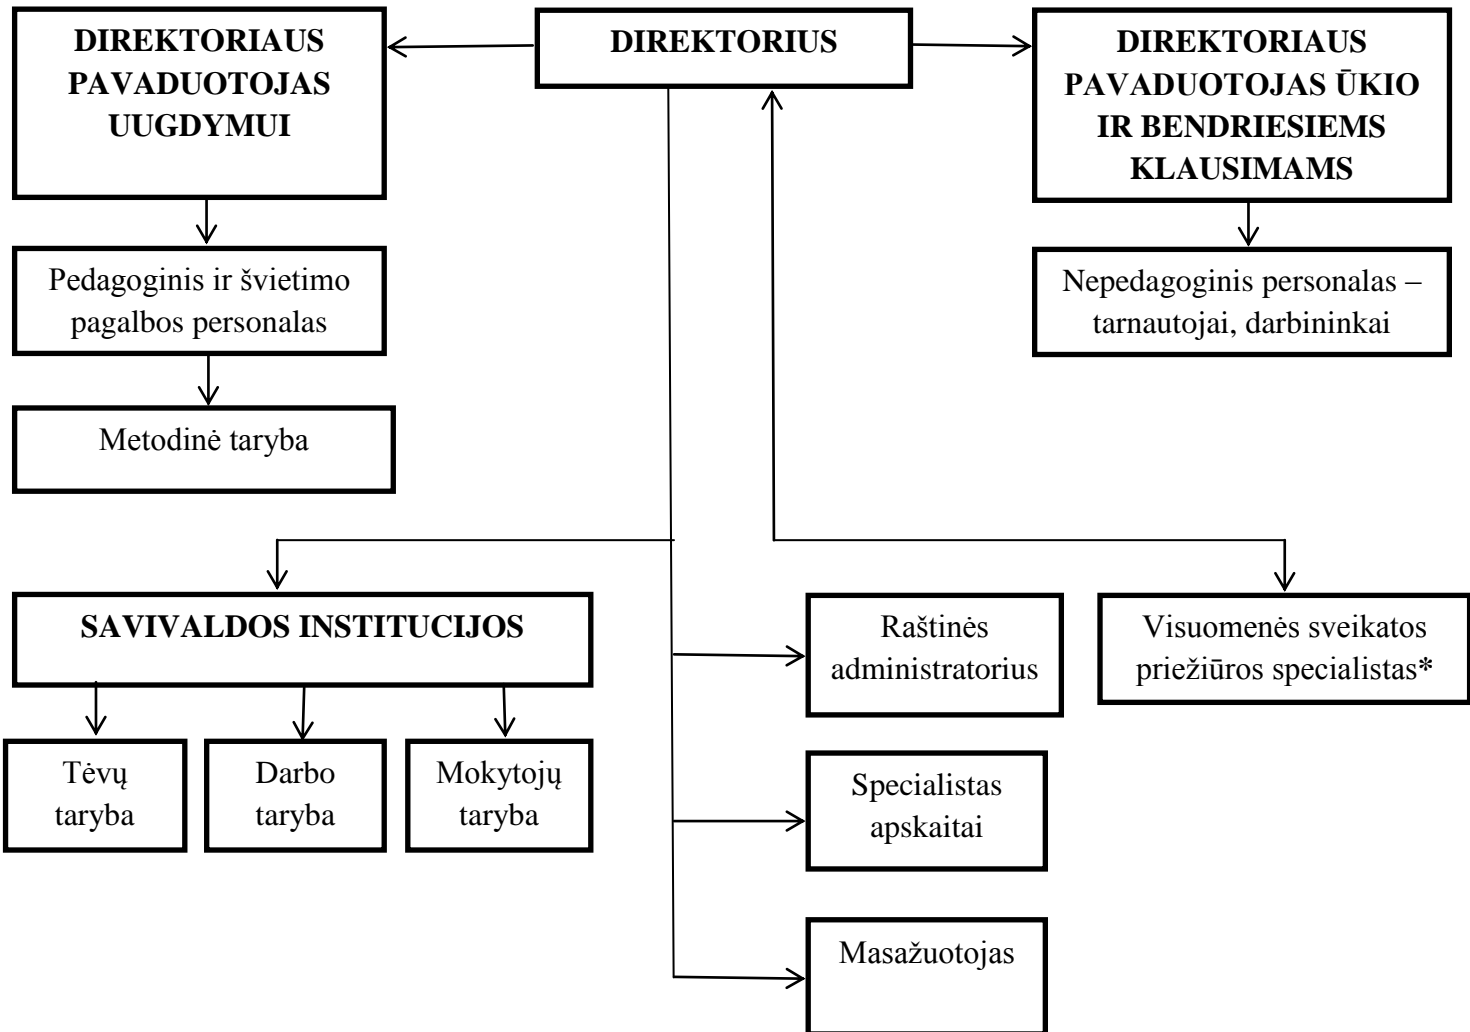 DIREKTORIAUS
PAVADUOTOJAS
UUGDYMUI
DIREKTORIUS
DIREKTORIAUS
PAVADUOTOJAS ŪKIO
IR BENDRIESIEMS
KLAUSIMAMS
Pedagoginis ir švietimo
pagalbos personalas
Nepedagoginis personalas –
tarnautojai, darbininkai
Metodinė taryba
SAVIVALDOS INSTITUCIJOS
Raštinės
administratorius
Visuomenės sveikatos
priežiūros specialistas*
Tėvų
taryba
Darbo
taryba
Mokytojų
taryba
Specialistas
apskaitai
Masažuotojas